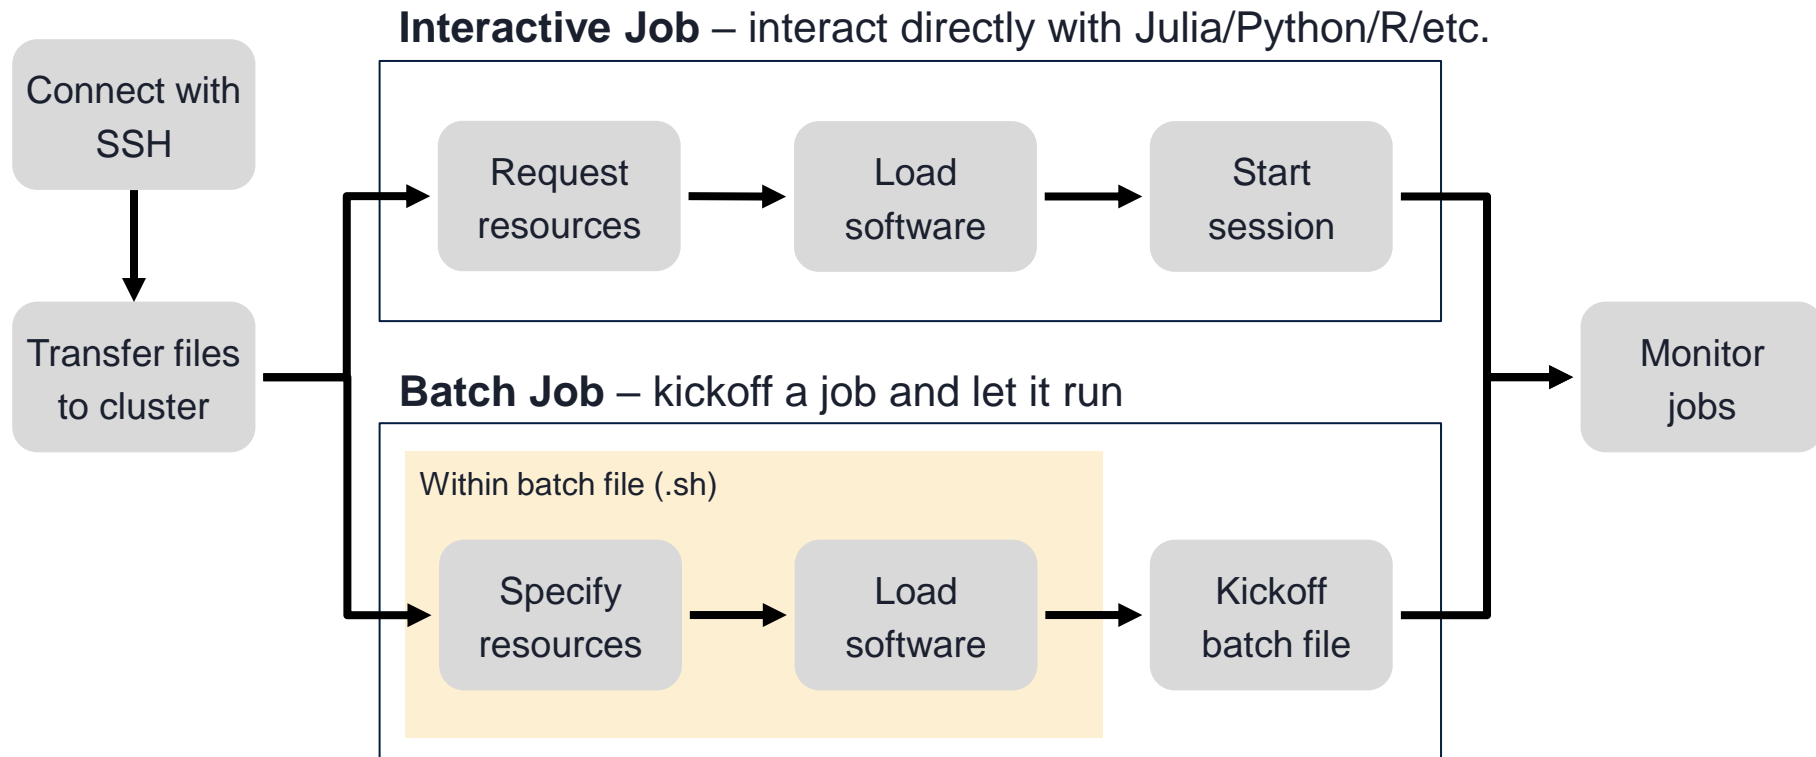 Interactive Job – interact directly with Julia/Python/R/etc.
Connect with
SSH
Request
resources
Load
software
Start
session
Transfer files
to cluster
Monitor
jobs
Batch Job – kickoff a job and let it run
Within batch file (.sh)
Specify
resources
Load
software
Kickoff
batch file